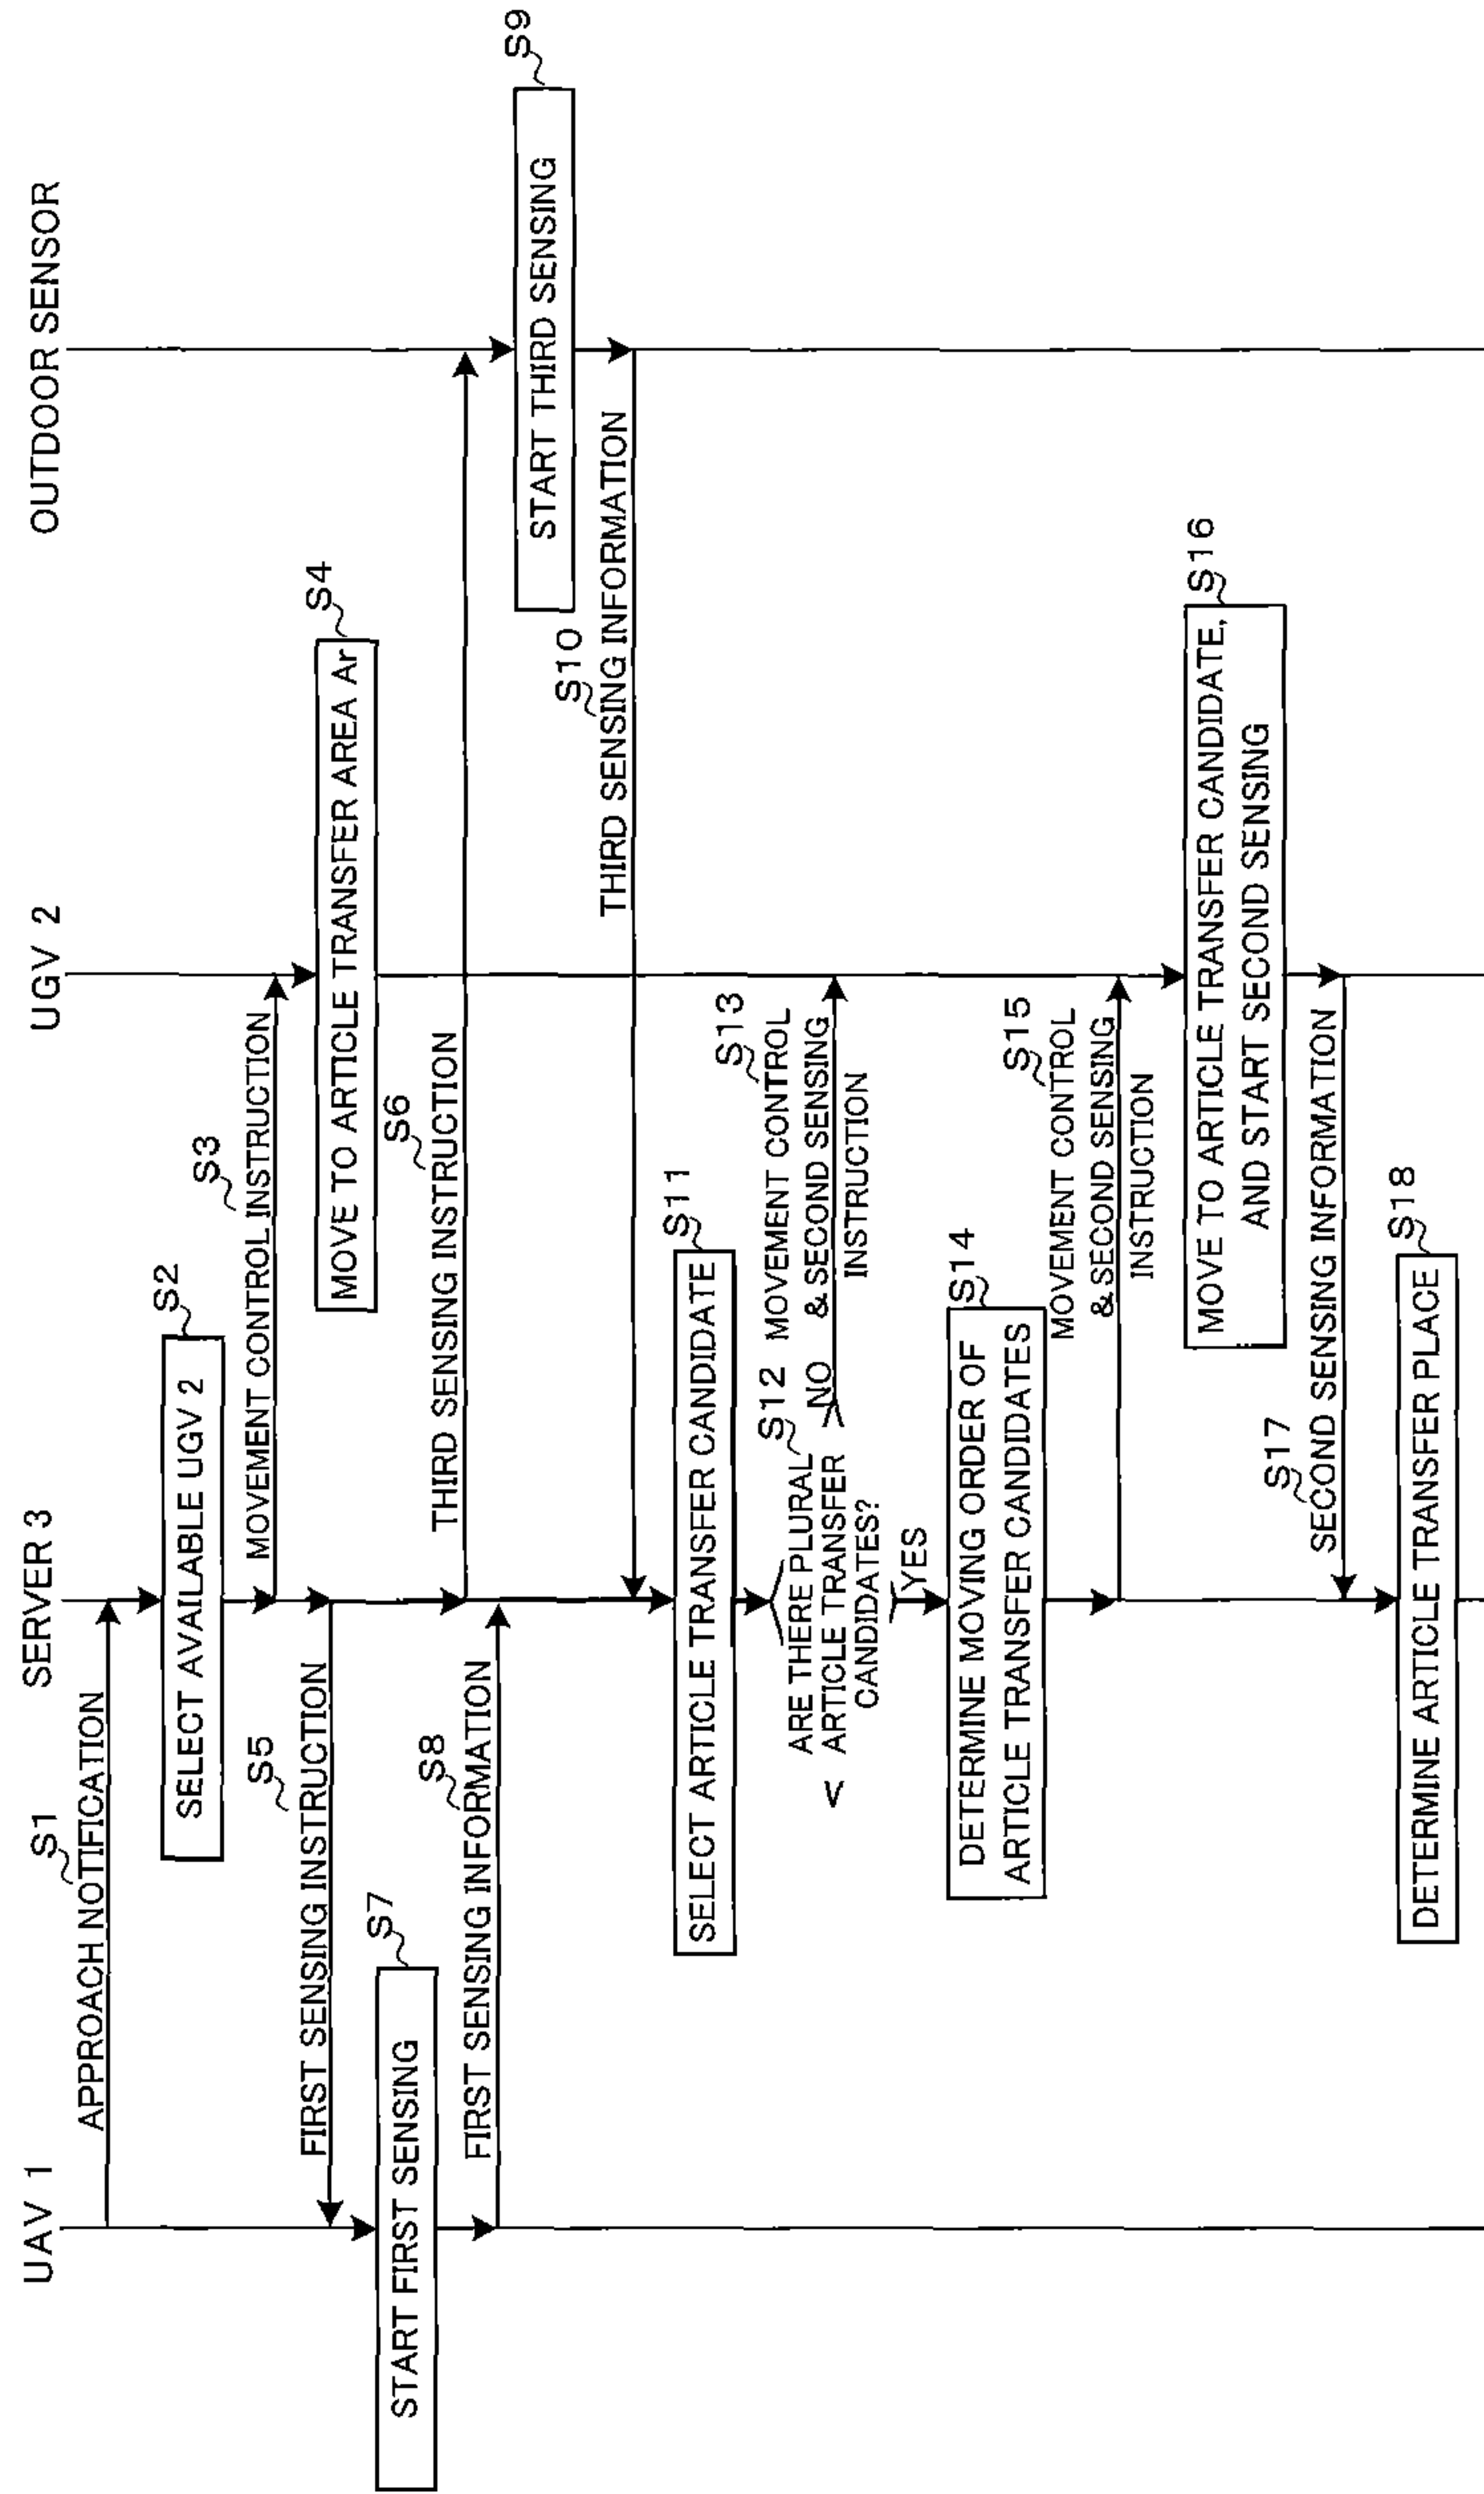 UAV 1
SERVER 3
UGV 2
OUTDOOR SENSOR
S1
APPROACH NOTIFICATION
S2
SELECT AVAILABLE UGV 2
S3
MOVEMENT CONTROL INSTRUCTION
S4
MOVE TO ARTICLE TRANSFER AREA Ar
S5
FIRST SENSING INSTRUCTION
S6
THIRD SENSING INSTRUCTION
S7
START FIRST SENSING
S8
FIRST SENSING INFORMATION
S9
START THIRD SENSING
S10
THIRD SENSING INFORMATION
S11
SELECT ARTICLE TRANSFER CANDIDATE
S12
ARE THERE PLURAL
ARTICLE TRANSFER
CANDIDATES?
NO
YES
S13
MOVEMENT CONTROL
& SECOND SENSING
INSTRUCTION
S14
DETERMINE MOVING ORDER OF
ARTICLE TRANSFER CANDIDATES
S15
MOVEMENT CONTROL
& SECOND SENSING
INSTRUCTION
S16
MOVE TO ARTICLE TRANSFER CANDIDATE,
AND START SECOND SENSING
S17
SECOND SENSING INFORMATION
S18
DETERMINE ARTICLE TRANSFER PLACE